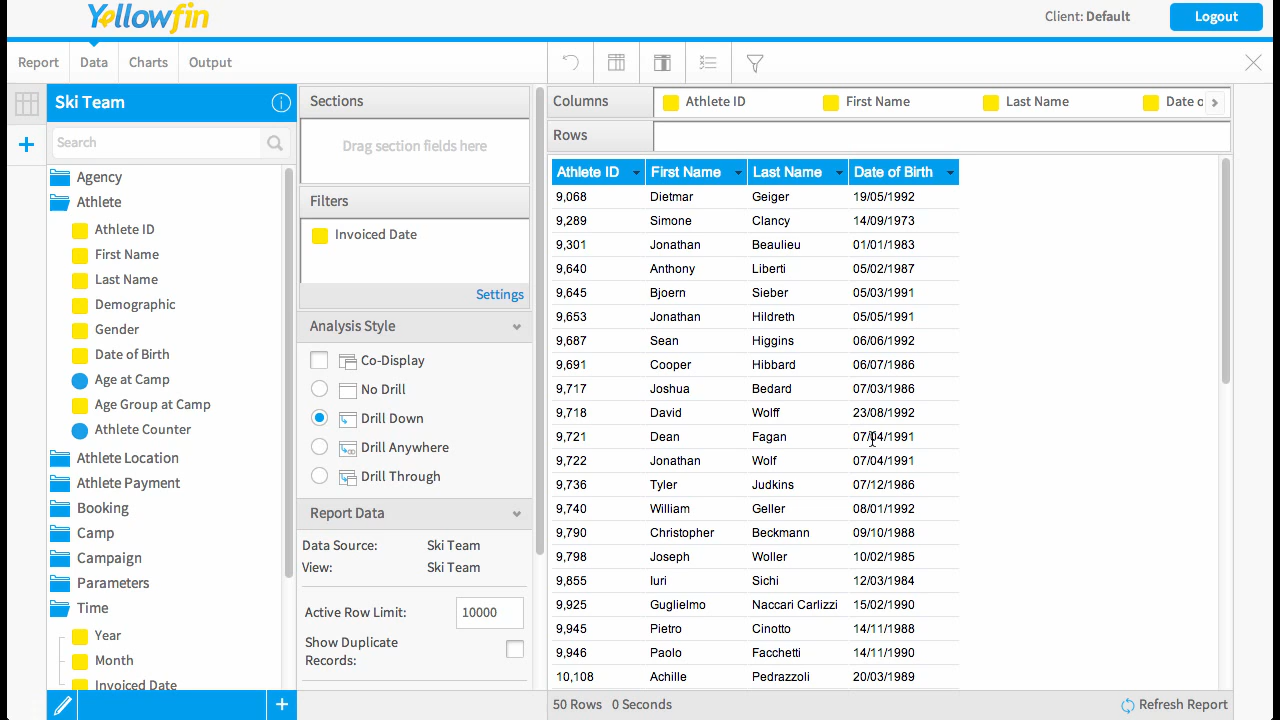 Yellowfin
Client: Default
Logout
Report
Data
Charts
Output
Ski Team
Search
Agency
Athlete
Athlete ID
First Name
Last Name
Demographic
Gender
Date of Birth
Age at Camp
Age Group at Camp
Athlete Counter
Athlete Location
Athlete Payment
Booking
Camp
Campaign
Parameters
Time
Year
Month
Invoiced Date
Sections
Drag section fields here
Filters
Invoiced Date
Settings
Analysis Style
Co-Display
No Drill
Drill Down
Drill Anywhere
Drill Through
Report Data
Data Source: Ski Team
View: Ski Team
Active Row Limit: 10000
Show Duplicate
Records:
Columns Athlete ID First Name Last Name Date o
Rows
Athlete ID First Name Last Name Date of Birth
9,068 Dietmar Geiger 19/05/1992
9,289 Simone Clancy 14/09/1973
9,301 Jonathan Beaulieu 01/01/1983
9,640 Anthony Liberti 05/02/1987
9,645 Bjoern Sieber 05/03/1991
9,653 Jonathan Hildreth 05/05/1991
9,687 Sean Higgins 06/06/1992
9,691 Cooper Hibbard 06/07/1986
9,717 Joshua Bedard 07/03/1986
9,718 David Wolff 23/08/1992
9,721 Dean Fagan 07/04/1991
9,722 Jonathan Wolf 07/04/1991
9,736 Tyler Judkins 07/12/1986
9,740 William Geller 08/01/1992
9,790 Christopher Beckmann 09/10/1988
9,798 Joseph Woller 10/02/1985
9,855 Iuri Sichi 12/03/1984
9,925 Guglielmo Naccari Carlizzi 15/02/1990
9,945 Pietro Cinotto 14/11/1988
9,946 Paolo Facchetti 14/11/1990
10,108 Achille Pedrazzoli 20/03/1989
50 Rows 0 Seconds
Refresh Report